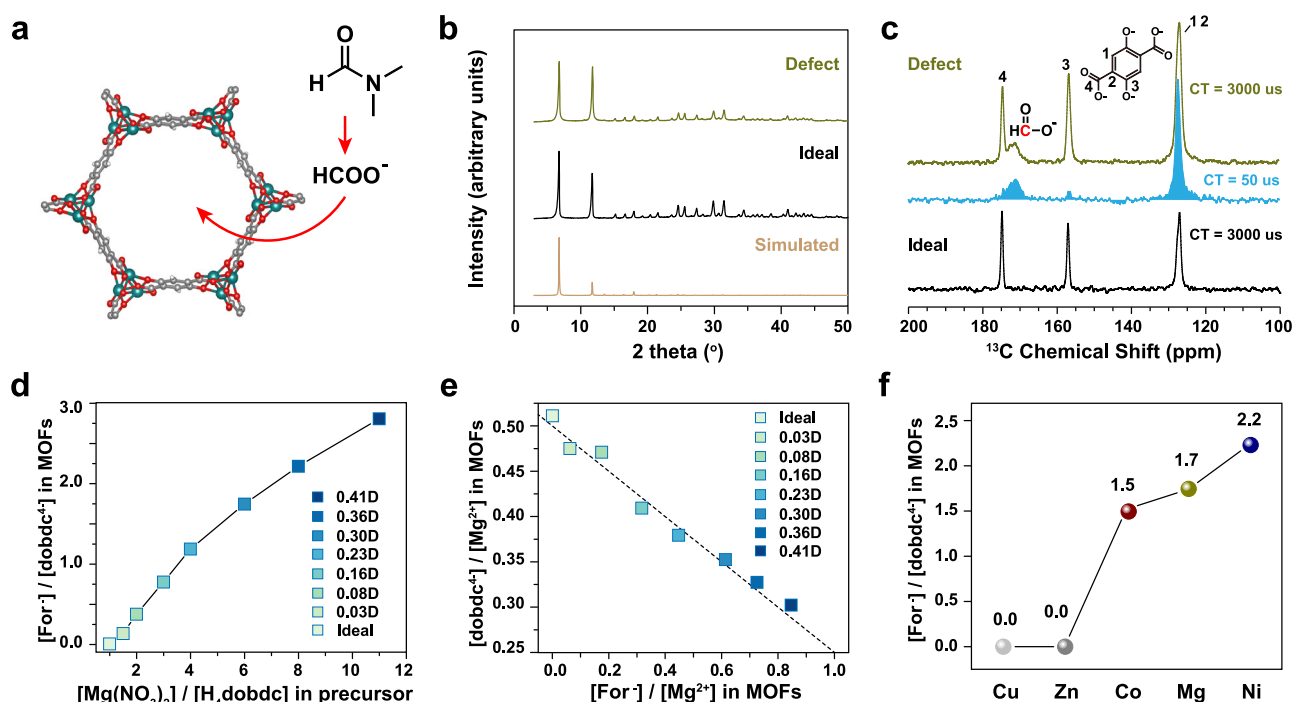 a
O
H
N
HCOO⁻
b
Intensity (arbitrary units)
Defect
Ideal
Simulated
0
10
20
30
40
50
2 theta (°)
c
Defect
4
3
1 2
O-
O-
1
O
O
2
3
4
O-
O-
CT = 3000 us
O
HC
O-
CT = 50 us
Ideal
CT = 3000 us
200
180
160
140
120
100
¹³C Chemical Shift (ppm)
d
[For⁻] / [dobdc⁴⁻] in MOFs
3.0
2.0
1.0
0.0
0.41D
0.36D
0.30D
0.23D
0.16D
0.08D
0.03D
Ideal
2
4
6
8
10
12
[Mg(NO₃)₂] / [H₄dobdc] in precursor
e
[dobdc⁴⁻] / [Mg²⁺] in MOFs
0.50
0.45
0.40
0.35
0.30
0.25
Ideal
0.03D
0.08D
0.16D
0.23D
0.30D
0.36D
0.41D
0.0
0.2
0.4
0.6
0.8
1.0
[For⁻] / [Mg²⁺] in MOFs
f
[For⁻] / [dobdc⁴⁻] in MOFs
2.5
2.0
1.5
1.0
0.5
0.0
0.0
0.0
1.5
1.7
2.2
Cu
Zn
Co
Mg
Ni